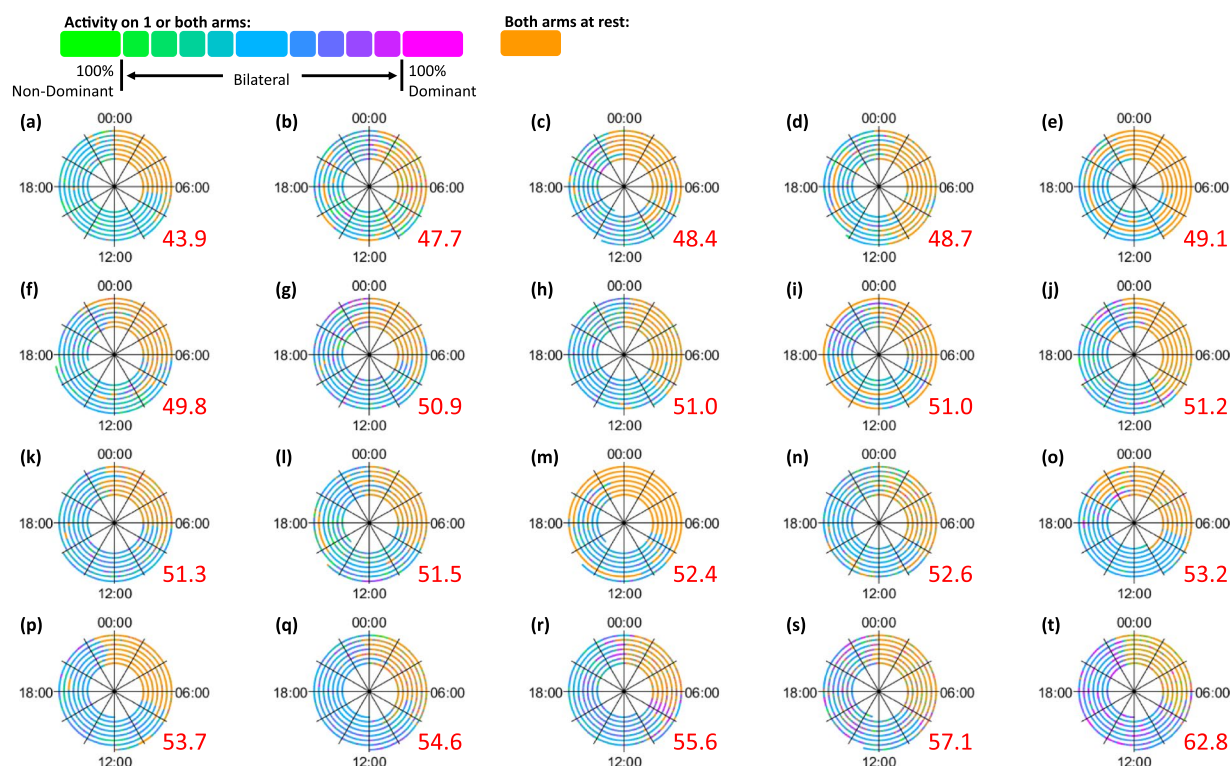 Activity on 1 or both arms:
Both arms at rest:
100%
Non-Dominant
Bilateral
100%
Dominant
(a) 00:00 (b) 00:00 (c) 00:00 (d) 00:00 (e) 00:00
18:00 06:00 18:00 06:00 18:00 06:00 18:00 06:00 18:00 06:00
43.9 47.7 48.4 48.7 49.1
12:00 12:00 12:00 12:00 12:00
(f) 00:00 (g) 00:00 (h) 00:00 (i) 00:00 (j) 00:00
18:00 06:00 18:00 06:00 18:00 06:00 18:00 06:00 18:00 06:00
49.8 50.9 51.0 51.0 51.2
12:00 12:00 12:00 12:00 12:00
(k) 00:00 (l) 00:00 (m) 00:00 (n) 00:00 (o) 00:00
18:00 06:00 18:00 06:00 18:00 06:00 18:00 06:00 18:00 06:00
51.3 51.5 52.4 52.6 53.2
12:00 12:00 12:00 12:00 12:00
(p) 00:00 (q) 00:00 (r) 00:00 (s) 00:00 (t) 00:00
18:00 06:00 18:00 06:00 18:00 06:00 18:00 06:00 18:00 06:00
53.7 54.6 55.6 57.1 62.8
12:00 12:00 12:00 12:00 12:00